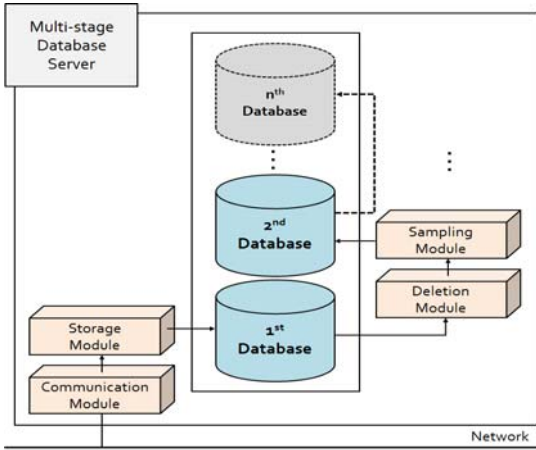 Multi-stage
Database
Server
nth
Database
2nd
Database
Sampling
Module
Deletion
Module
1st
Database
Storage
Module
Communication
Module
Network